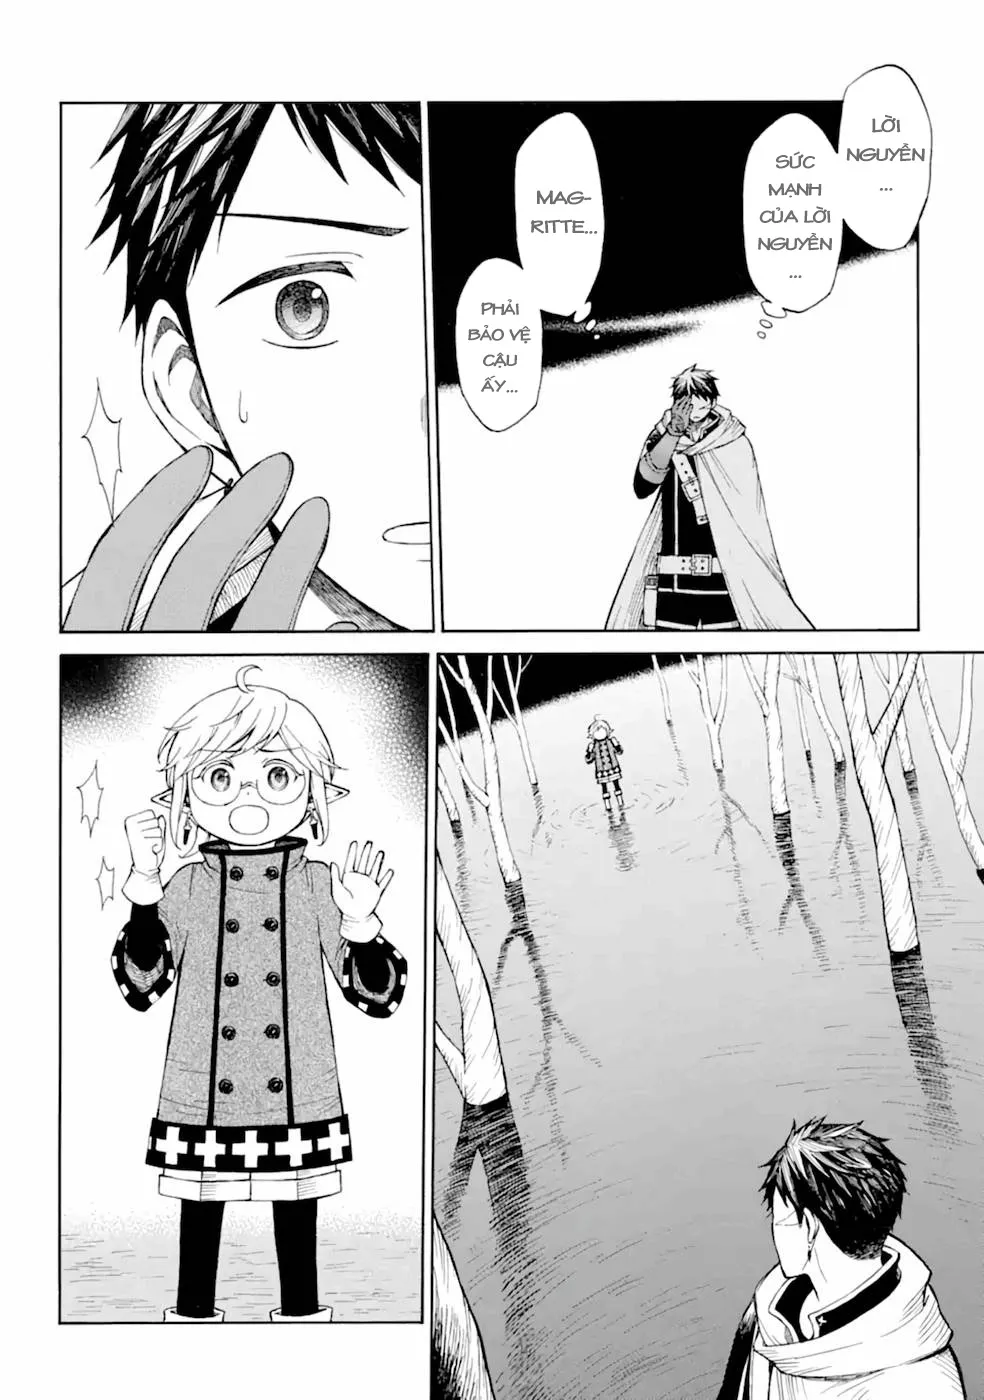 LỜI
NGUYỀN
...
SỨC
MẠNH
CỦA LỜI
NGUYỀN
...
MAG-
RITTE...
PHẢI
BẢO VỆ
CẬU
ẤY...